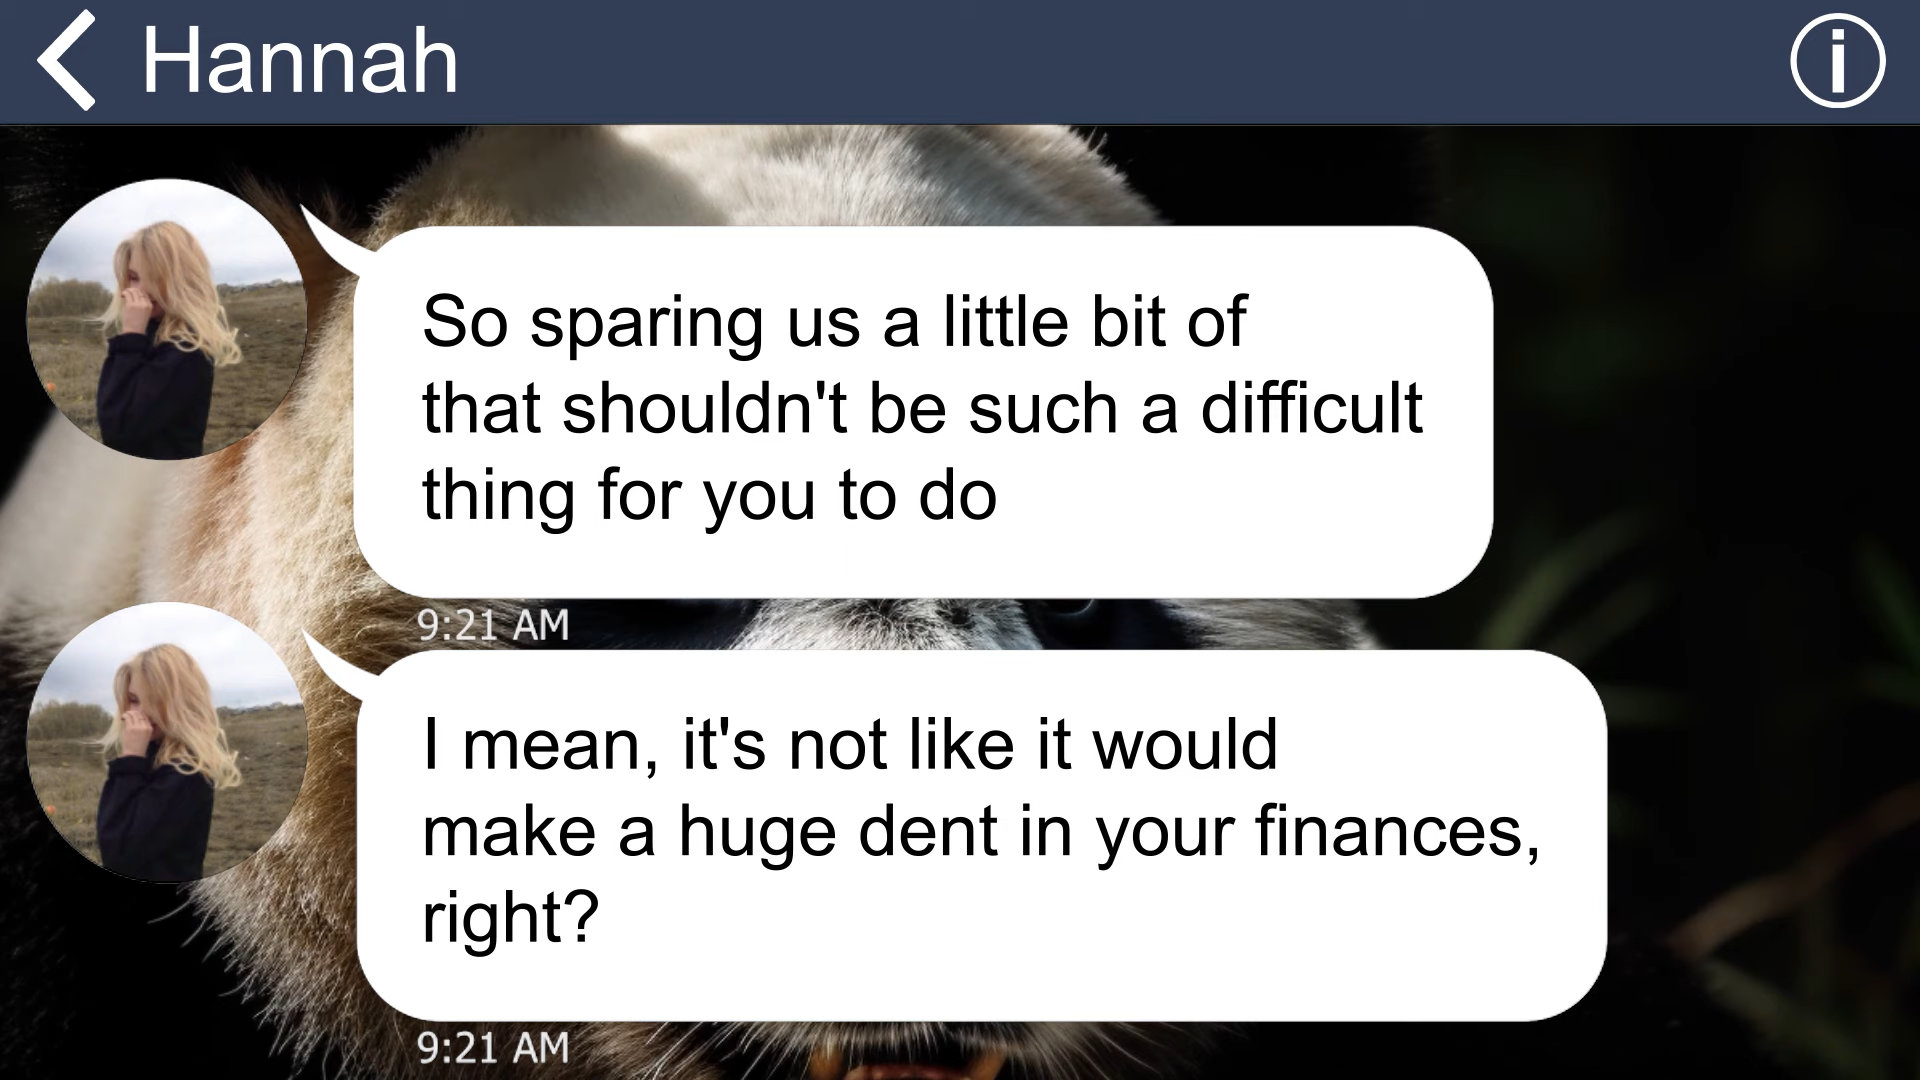 Hannah
So sparing us a little bit of
that shouldn't be such a difficult
thing for you to do
9:21 AM
I mean, it's not like it would
make a huge dent in your finances,
right?
9:21 AM